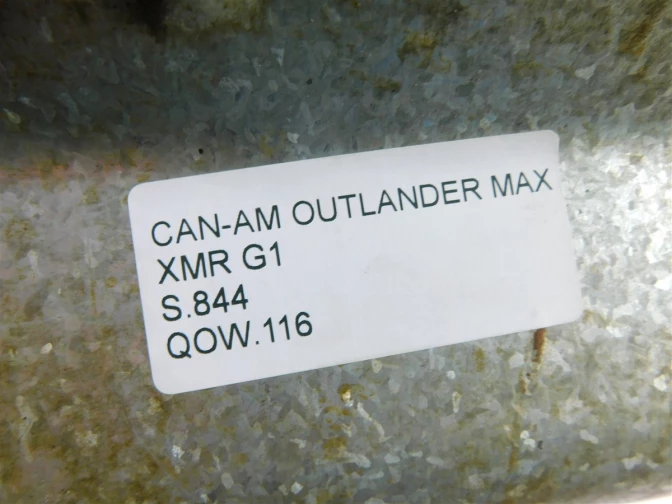 CAN-AM OUTLANDER MAX
XMR G1
S.844
QOW.116